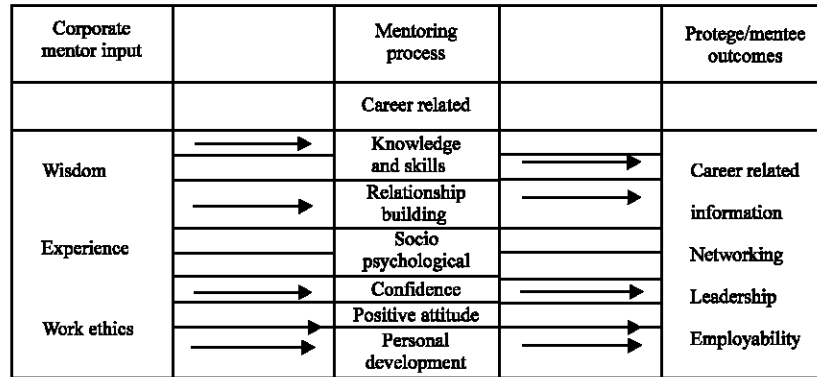 Corporate
mentor input
Mentoring
process
Protege/mentee
outcomes
Career related
Wisdom
Experience
Work ethics
Knowledge
and skills
Relationship
building
Socio
psychological
Confidence
Positive attitude
Personal
development
Career related
information
Networking
Leadership
Employability